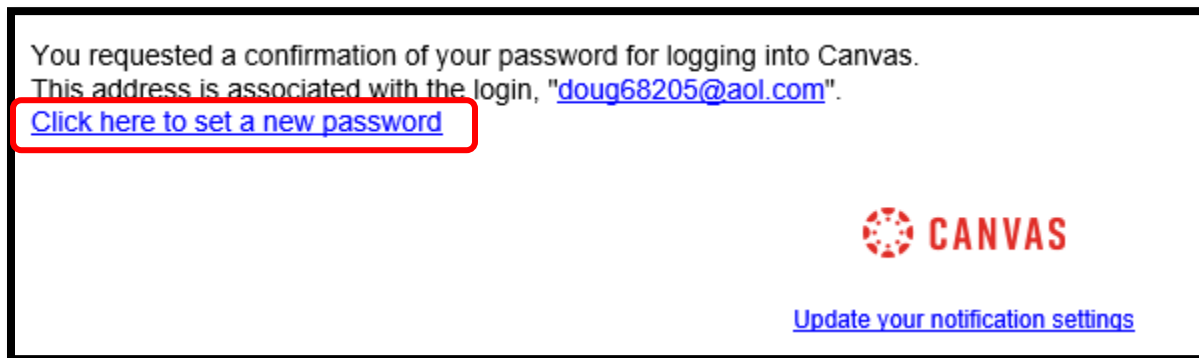 You requested a confirmation of your password for logging into Canvas.
This address is associated with the login, "doug68205@aol.com".
Click here to set a new password
CANVAS
Update your notification settings